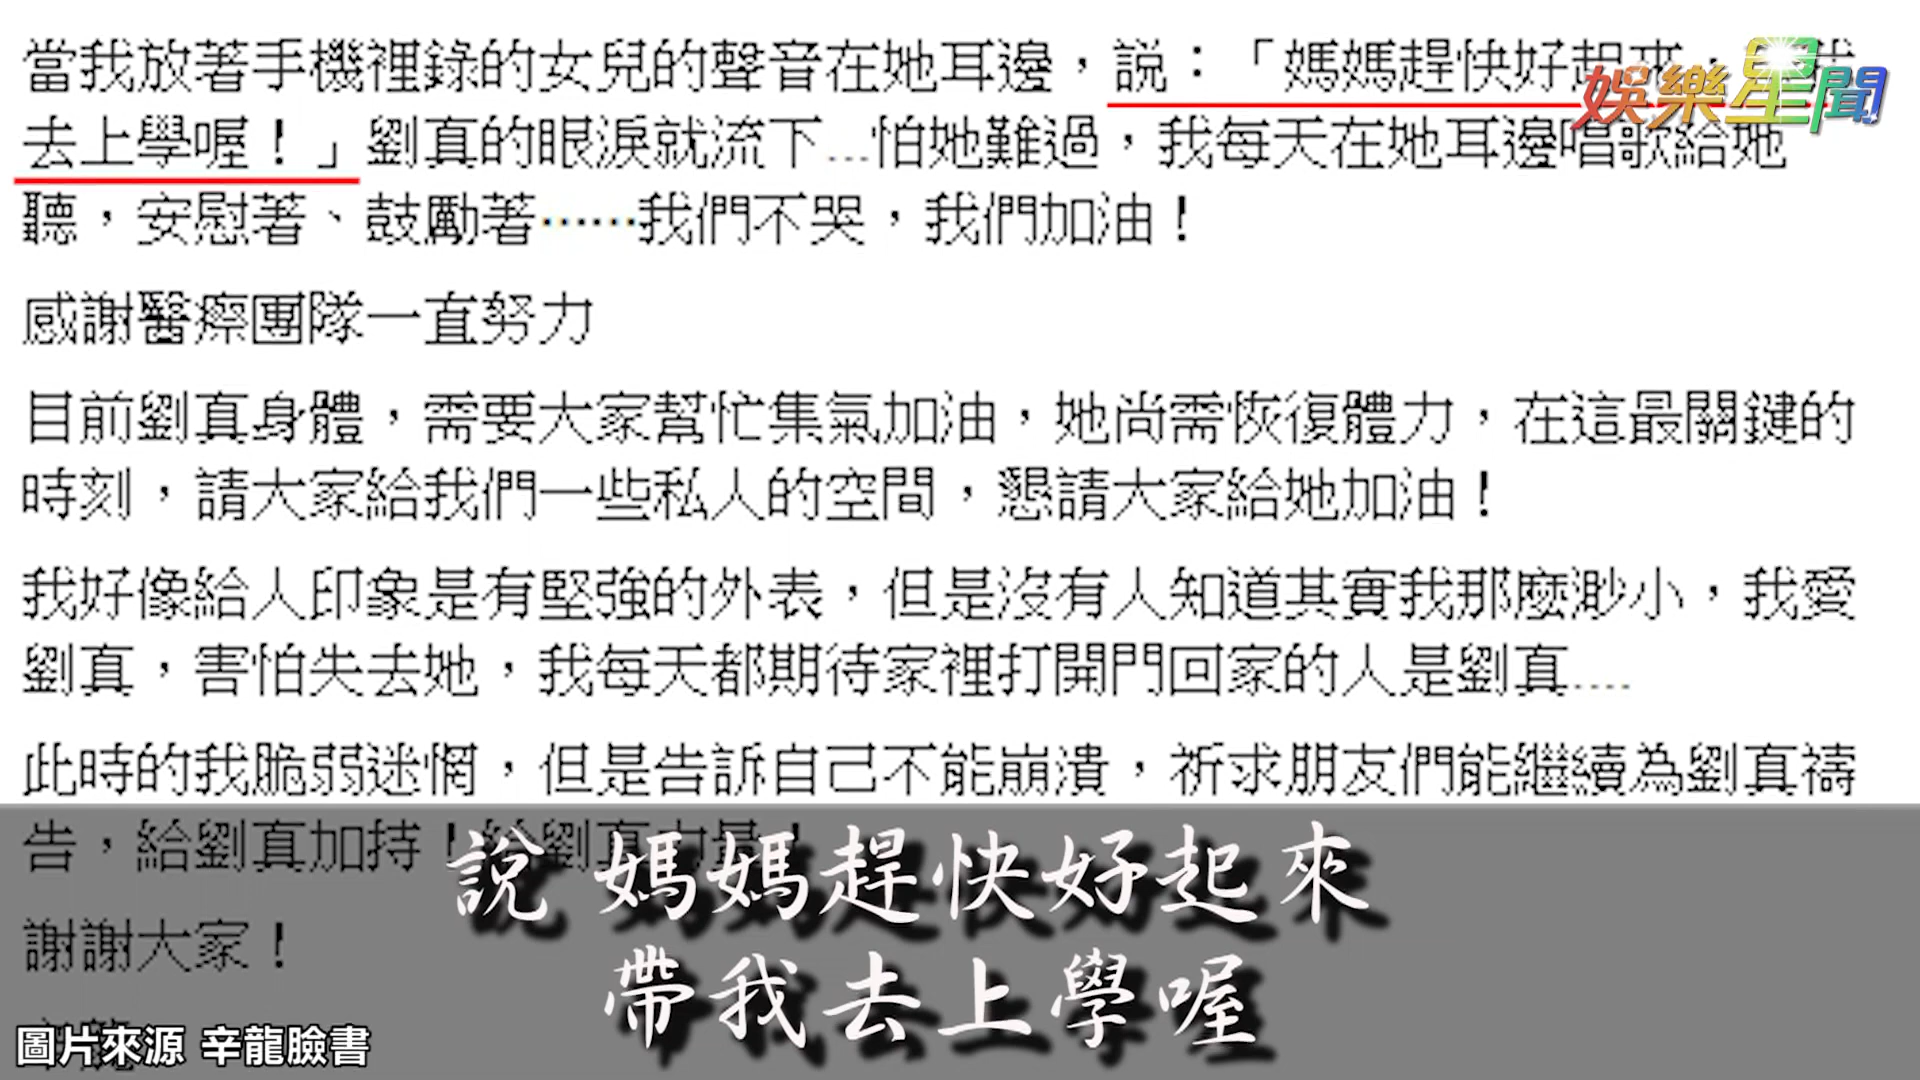 當我放著手機裡錄的女兒的聲音在她耳邊，説：「媽媽趕快好起來，
娛樂星聞
去上學喔！」劉真的眼淚就流下...怕她難過，我每天在她耳邊唱歌給她
聽，安慰著、鼓勵著⋯⋯我們不哭，我們加油！
感謝醫療團隊一直努力
目前劉真身體，需要大家幫忙集氣加油，她尚需恢復體力，在這最關鍵的
時刻，請大家給我們一些私人的空間，懇請大家給她加油！
我好像給人印象是有堅強的外表，但是沒有人知道其實我那麼渺小，我愛
劉真，害怕失去她，我每天都期待家裡打開門回家的人是劉真....
此時的我脆弱迷惘，但是告訴自己不能崩潰，祈求朋友們能繼續為劉真禱
告，給劉真加持！給劉真力量！
說 媽媽趕快好起來
謝謝大家！
帶我去上學喔
圖片來源 辛龍臉書